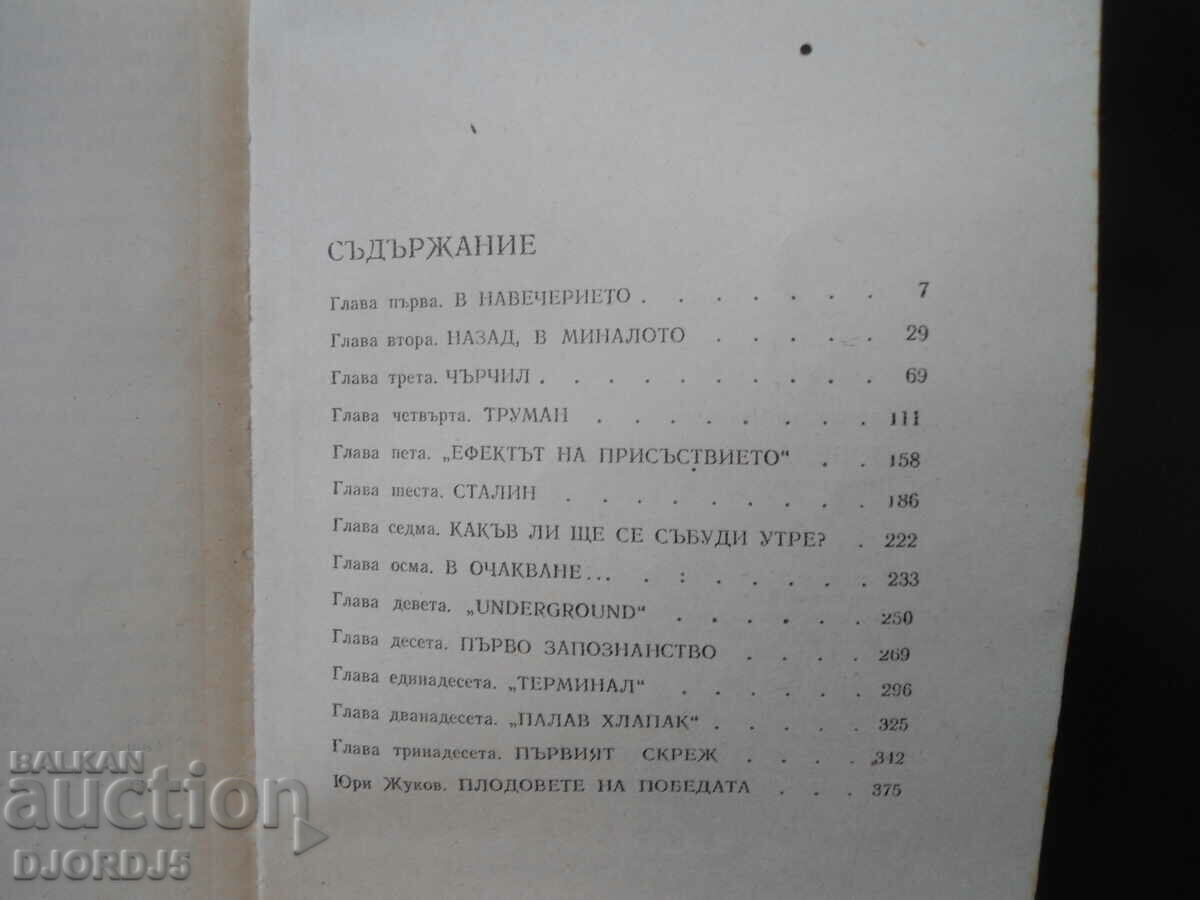 СЪДЪРЖАНИЕ
Глава първа. В НАВЕЧЕРИЕТО . . . . . . . 7
Глава втора. НАЗАД, В МИНАЛОТО . . . . . 29
Глава трета. ЧЪРЧИЛ . . . . . . . . . . 69
Глава четвърта. ТРУМАН . . . . . . . . 111
Глава пета. „ЕФЕКТЪТ НА ПРИСЪСТВИЕТО“ . . 158
Глава шеста. СТАЛИН . . . . . . . . . 186
Глава седма. КАКЪВ ЛИ ЩЕ СЕ СЪБУДИ УТРЕ? . 222
Глава осма. В ОЧАКВАНЕ... . : . . . . . 233
Глава девета. „UNDERGROUND“ . . . . . . 250
Глава десета. ПЪРВО ЗАПОЗНАНСТВО . . . . 269
Глава единадесета. „ТЕРМИНАЛ“ . . . . . . 296
Глава дванадесета. „ПАЛАВ ХЛАПАК“ . . . . . 325
Глава тринадесета. ПЪРВИЯТ СКРЕЖ . . . . 342
Юри Жуков. ПЛОДОВЕТЕ НА ПОБЕДАТА . . . 375
BALKAN
auction
DJORDJ5